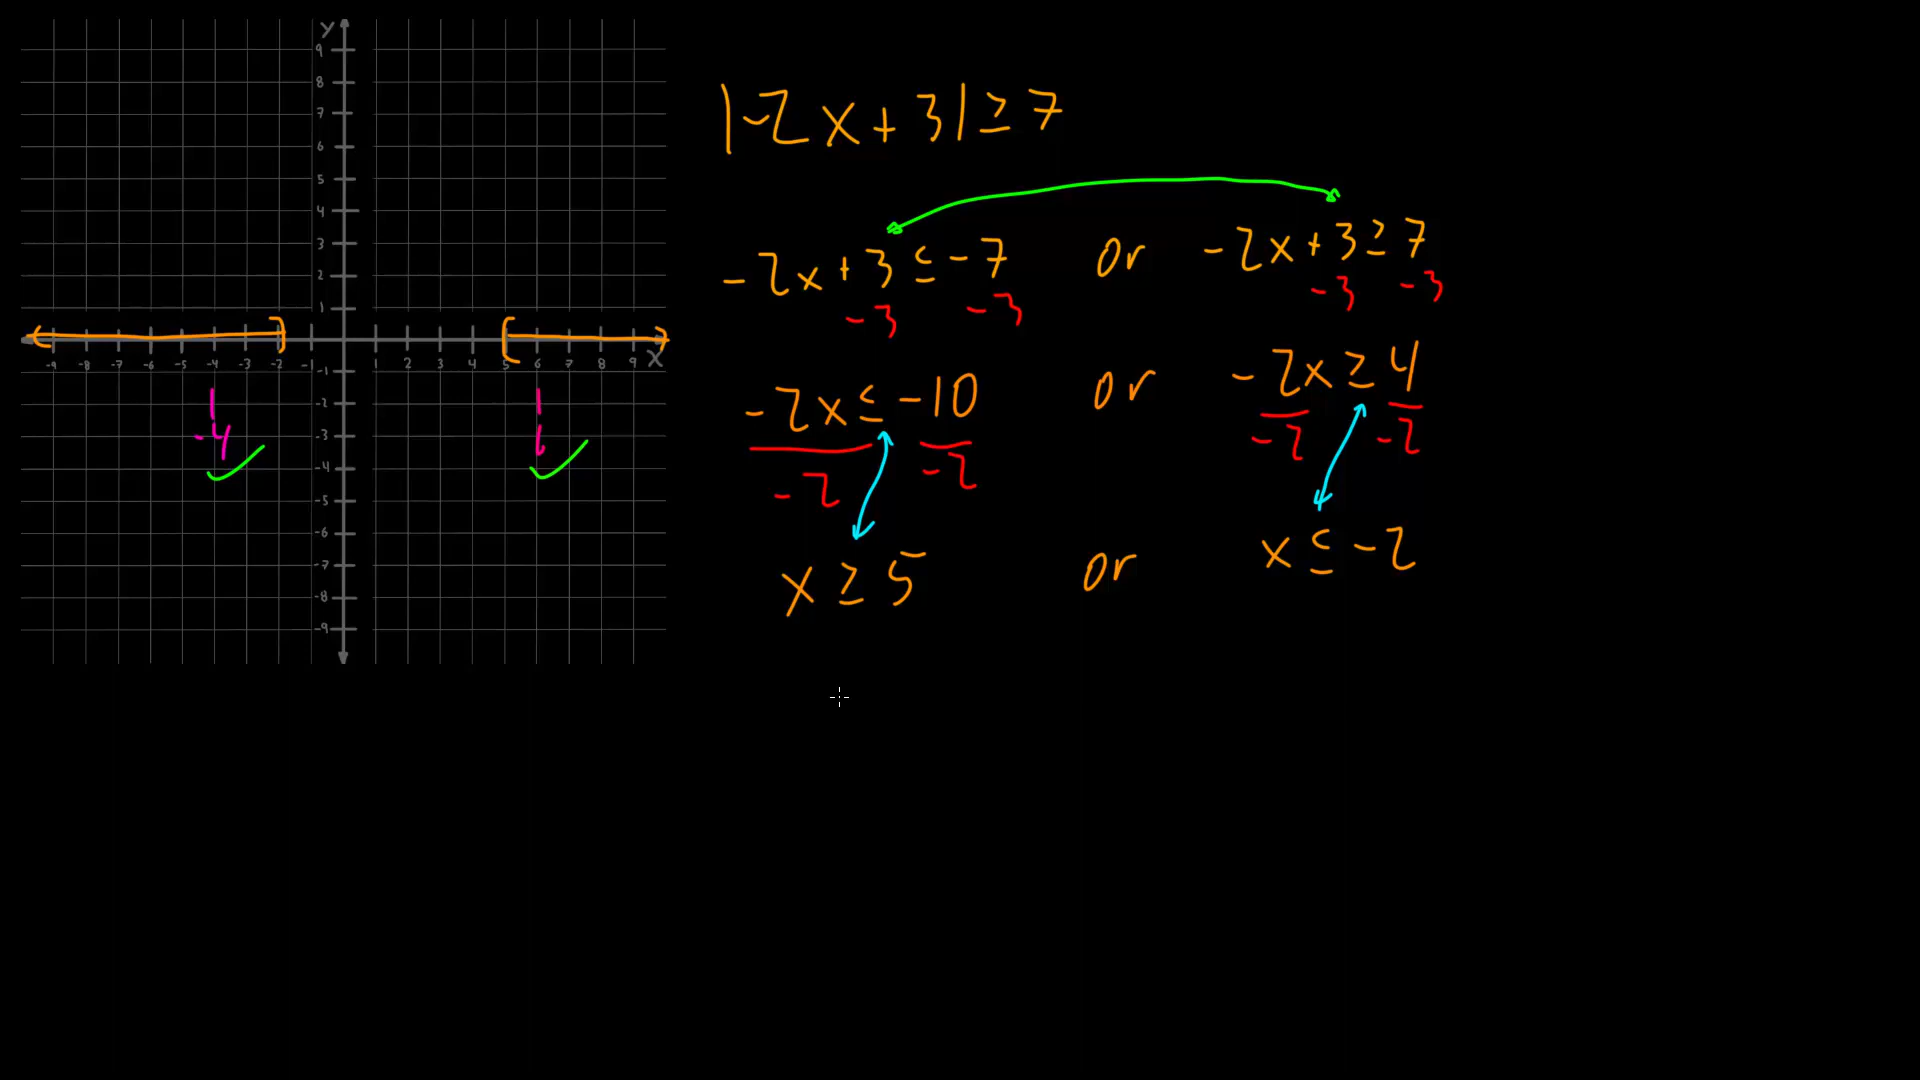 y
9
8
7
6
5
4
3
2
1
-9 -8 -7 -6 -5 -4 -3 -2 1 2 3 4 5 6 7 8 9 x
-1
-2
-3
-4
-5
-6
-7
-8
-9
-4 6
|-2x+3|≥7
-2x+3≤-7 or -2x+3≥7
-3 -3 -3 -3
-2x≤-10 or -2x≥4
-2 -2 -2 -2
x≥5 or x≤-2